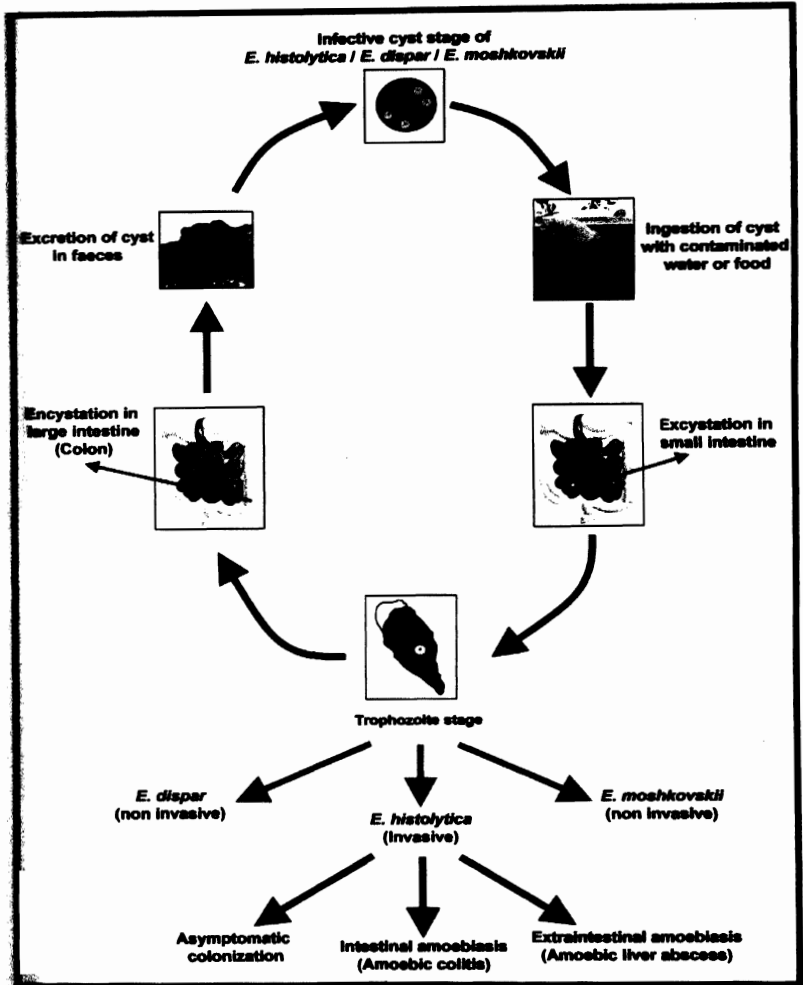 Infective cyst stage of
E. histolytica / E. dispar / E. moshkovskii
Ingestion of cyst
with contaminated
water or food
Excretion of cyst
in faeces
Encystation in
large intestine
(Colon)
Excystation in
small intestine
Trophozoite stage
E. dispar
(non invasive)
E. histolytica
(Invasive)
E. moshkovskii
(non invasive)
Asymptomatic
colonization
Intestinal amoebiasis
(Amoebic colitis)
Extraintestinal amoebiasis
(Amoebic liver abscess)